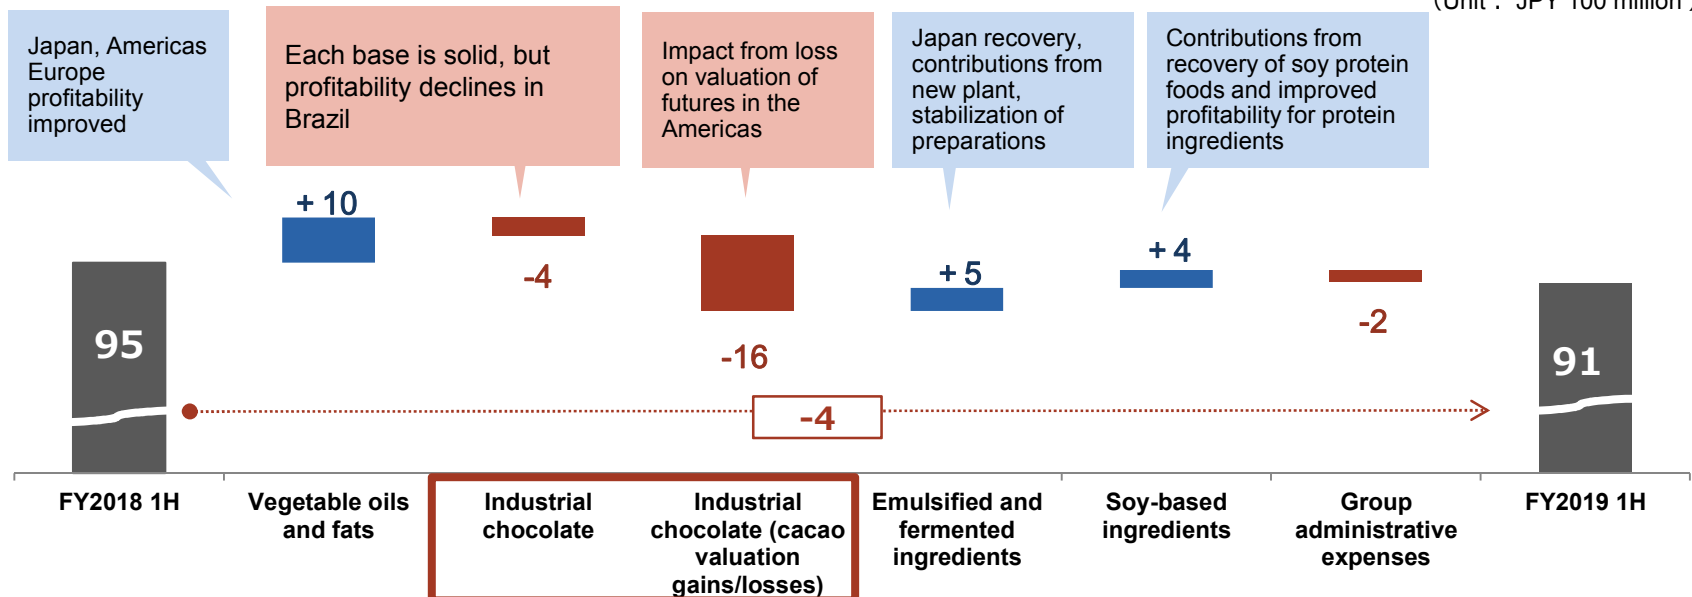 (Unit : JPY 100 million )
Japan, Americas
Europe
profitability
improved
Each base is solid, but
profitability declines in
Brazil
Impact from loss
on valuation of
futures in the
Americas
Japan recovery,
contributions from
new plant,
stabilization of
preparations
Contributions from
recovery of soy protein
foods and improved
profitability for protein
ingredients
95
+ 10
-4
-16
+ 5
+ 4
-2
91
-4
FY2018 1H
Vegetable oils
and fats
Industrial
chocolate
Industrial
chocolate (cacao
valuation
gains/losses)
Emulsified and
fermented
ingredients
Soy-based
ingredients
Group
administrative
expenses
FY2019 1H